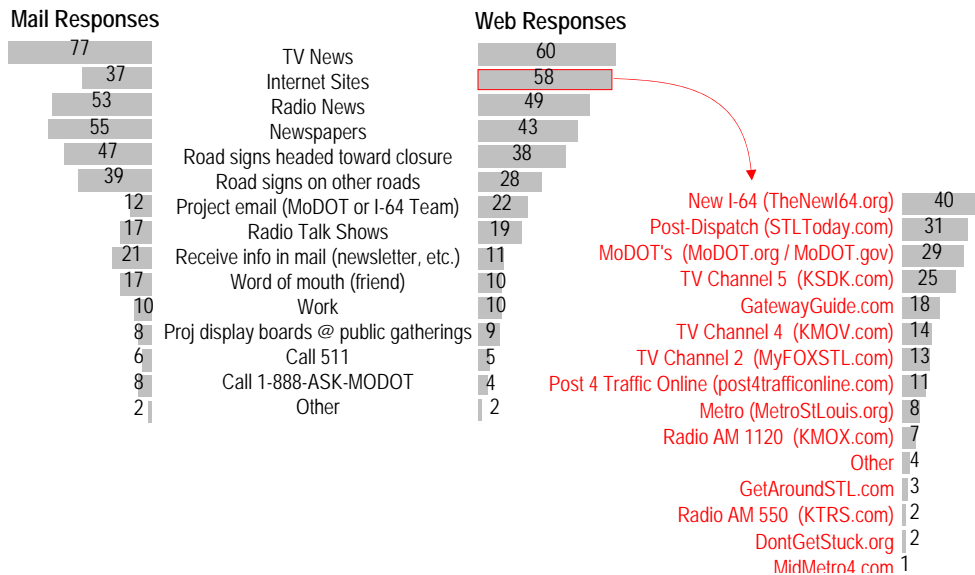 Mail Responses Web Responses
77 TV News 60
37 Internet Sites 58
53 Radio News 49
55 Newspapers 43
47 Road signs headed toward closure 38
39 Road signs on other roads 28
12 Project email (MoDOT or I-64 Team) 22
17 Radio Talk Shows 19
21 Receive info in mail (newsletter, etc.) 11
17 Word of mouth (friend) 10
10 Work 10
8 Proj display boards @ public gatherings 9
6 Call 511 5
8 Call 1-888-ASK-MODOT 4
2 Other 2
New I-64 (TheNewI64.org) 40
Post-Dispatch (STLToday.com) 31
MoDOT's (MoDOT.org / MoDOT.gov) 29
TV Channel 5 (KSDK.com) 25
GatewayGuide.com 18
TV Channel 4 (KMOV.com) 14
TV Channel 2 (MyFOXSTL.com) 13
Post 4 Traffic Online (post4trafficonline.com) 11
Metro (MetroStLouis.org) 8
Radio AM 1120 (KMOX.com) 7
Other 4
GetAroundSTL.com 3
Radio AM 550 (KTRS.com) 2
DontGetStuck.org 2
MidMetro4.com 1